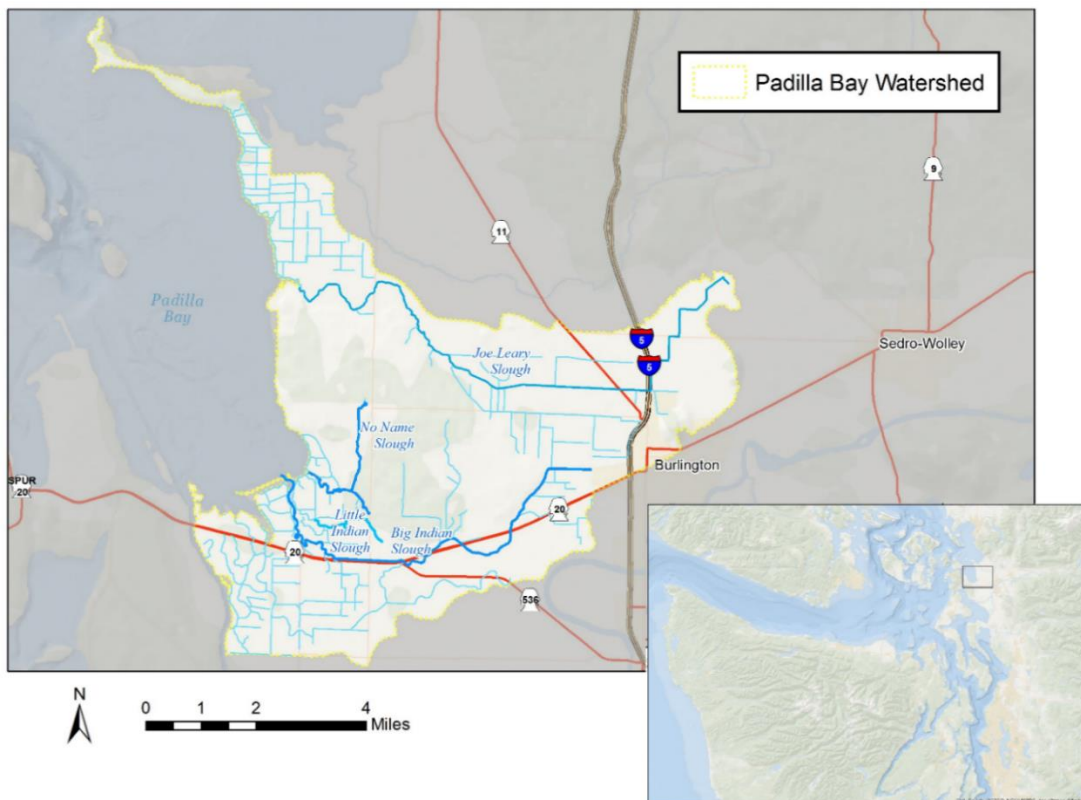 Padilla Bay Watershed
9
11
Padilla
Bay
5
Sedro-Wolley
Joe Leary
Slough
5
No Name
Slough
Burlington
SPUR
20
20
Little
Indian
Slough
Big Indian
Slough
20
536
N
0 1 2 4
Miles